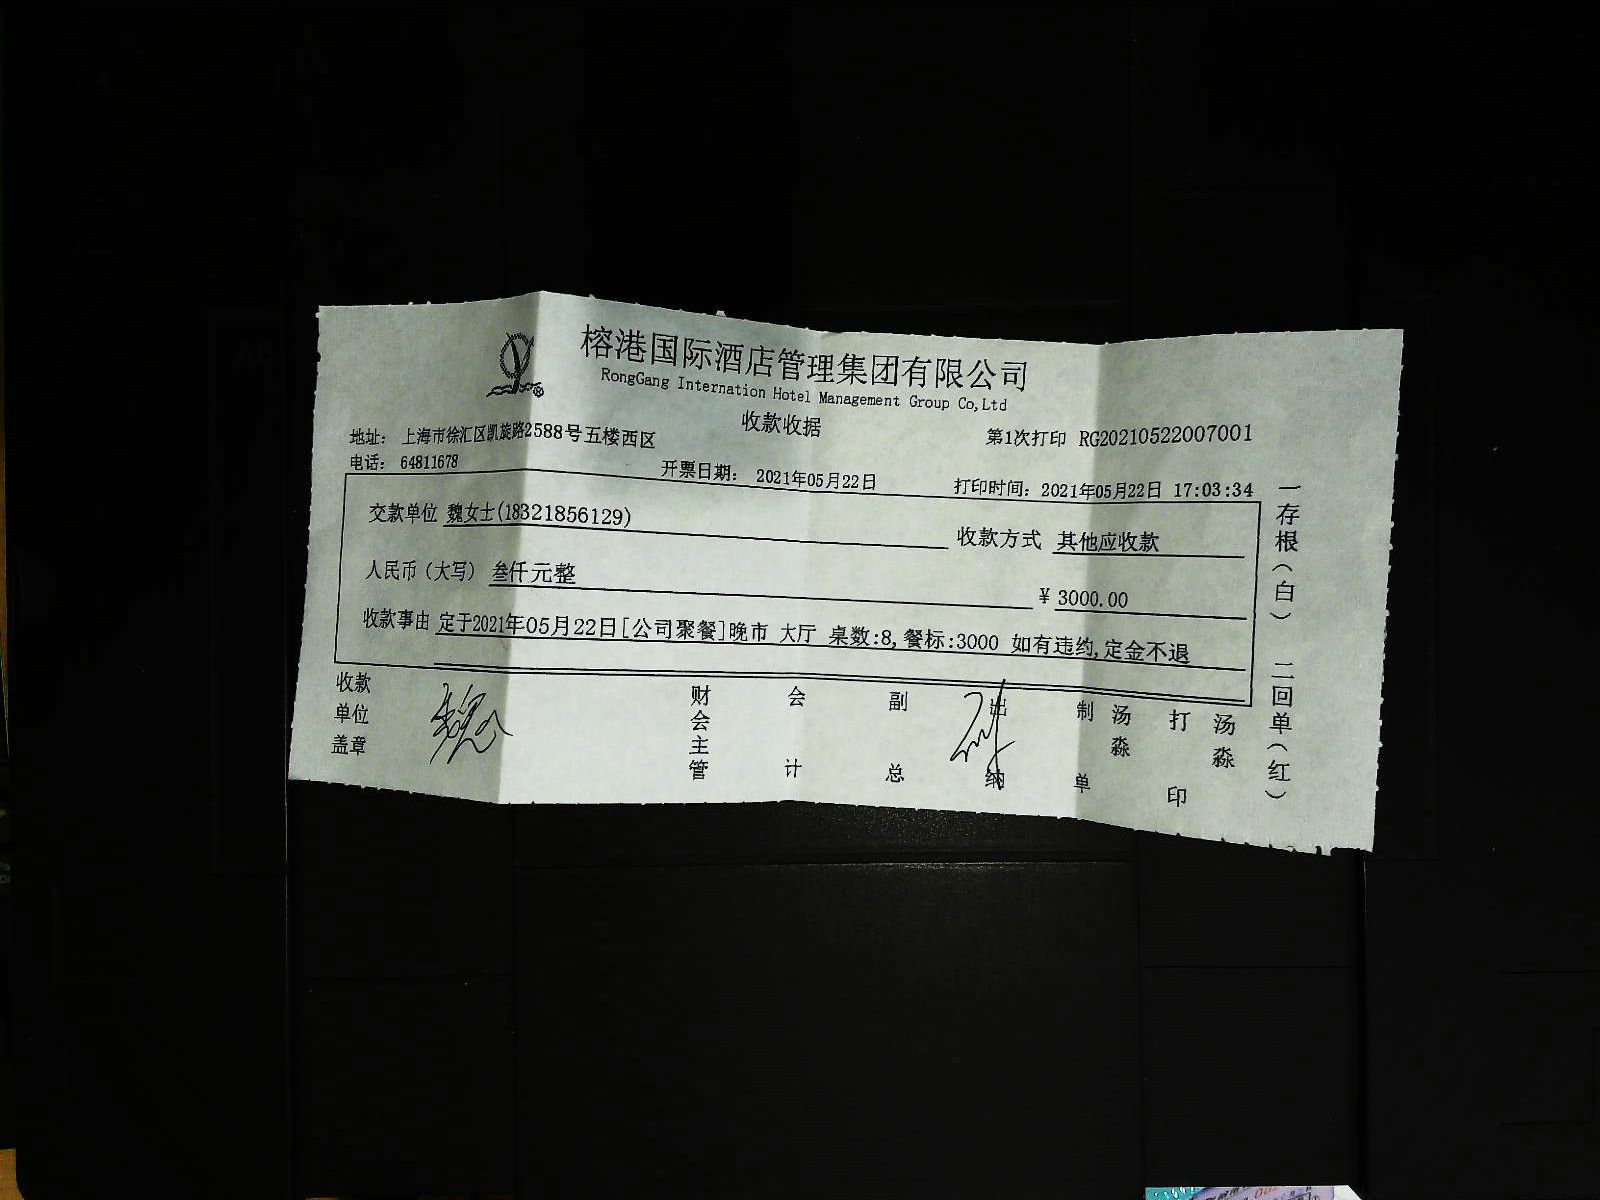 榕港国际酒店管理集团有限公司
RongGang Internation Hotel Management Group Co,Ltd
收款收据
地址： 上海市徐汇区凯旋路2588号五楼西区
第1次打印 RG20210522007001
电话： 64811678
开票日期： 2021年05月22日
打印时间：2021年05月22日 17:03:34
交款单位 魏女士(18321856129)
收款方式 其他应收款
人民币（大写） 叁仟元整
￥ 3000.00
收款事由 定于2021年05月22日[公司聚餐]晚市 大厅 桌数:8,餐标:3000 如有违约,定金不退
收款单位盖章
财会主管
会计
副总
出纳
制单 汤淼
打印 汤淼
一存根（白） 二回单（红）